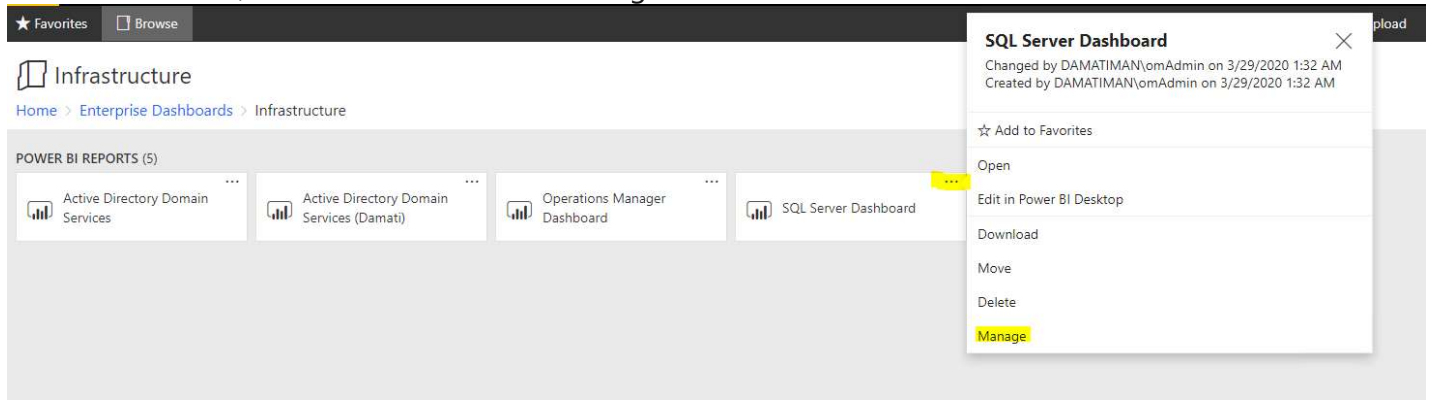 ★ Favorites Browse
pload
Infrastructure
Home > Enterprise Dashboards > Infrastructure
POWER BI REPORTS (5)
...
Active Directory Domain
Services
...
Active Directory Domain
Services (Damati)
...
Operations Manager
Dashboard
...
SQL Server Dashboard
SQL Server Dashboard
Changed by DAMATIMAN\omAdmin on 3/29/2020 1:32 AM
Created by DAMATIMAN\omAdmin on 3/29/2020 1:32 AM
☆ Add to Favorites
Open
Edit in Power BI Desktop
Download
Move
Delete
Manage